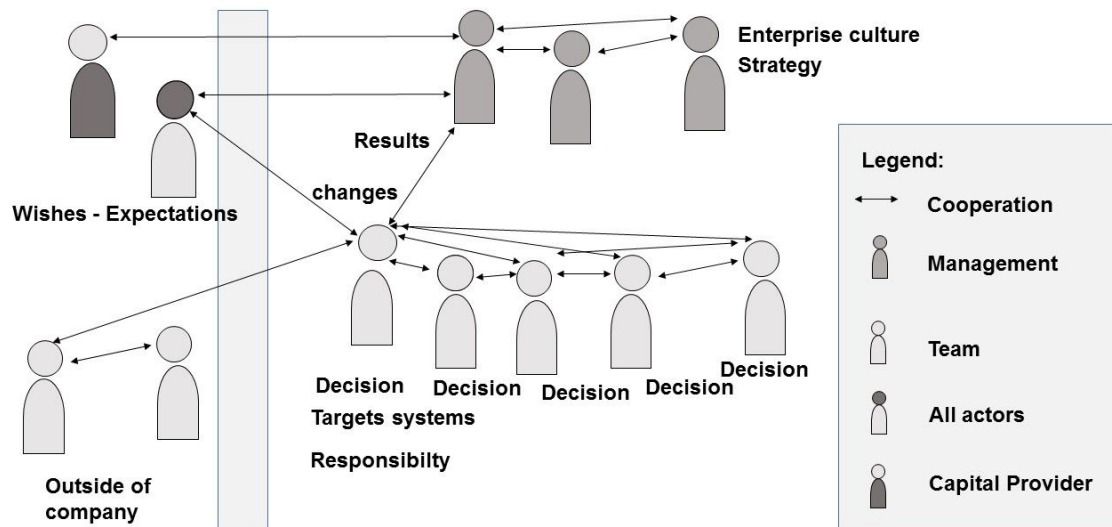 Enterprise culture
Strategy
Results
changes
Wishes - Expectations
Decision
Decision
Decision
Decision
Decision
Targets systems
Responsibilty
Outside of
company
Legend:
Cooperation
Management
Team
All actors
Capital Provider